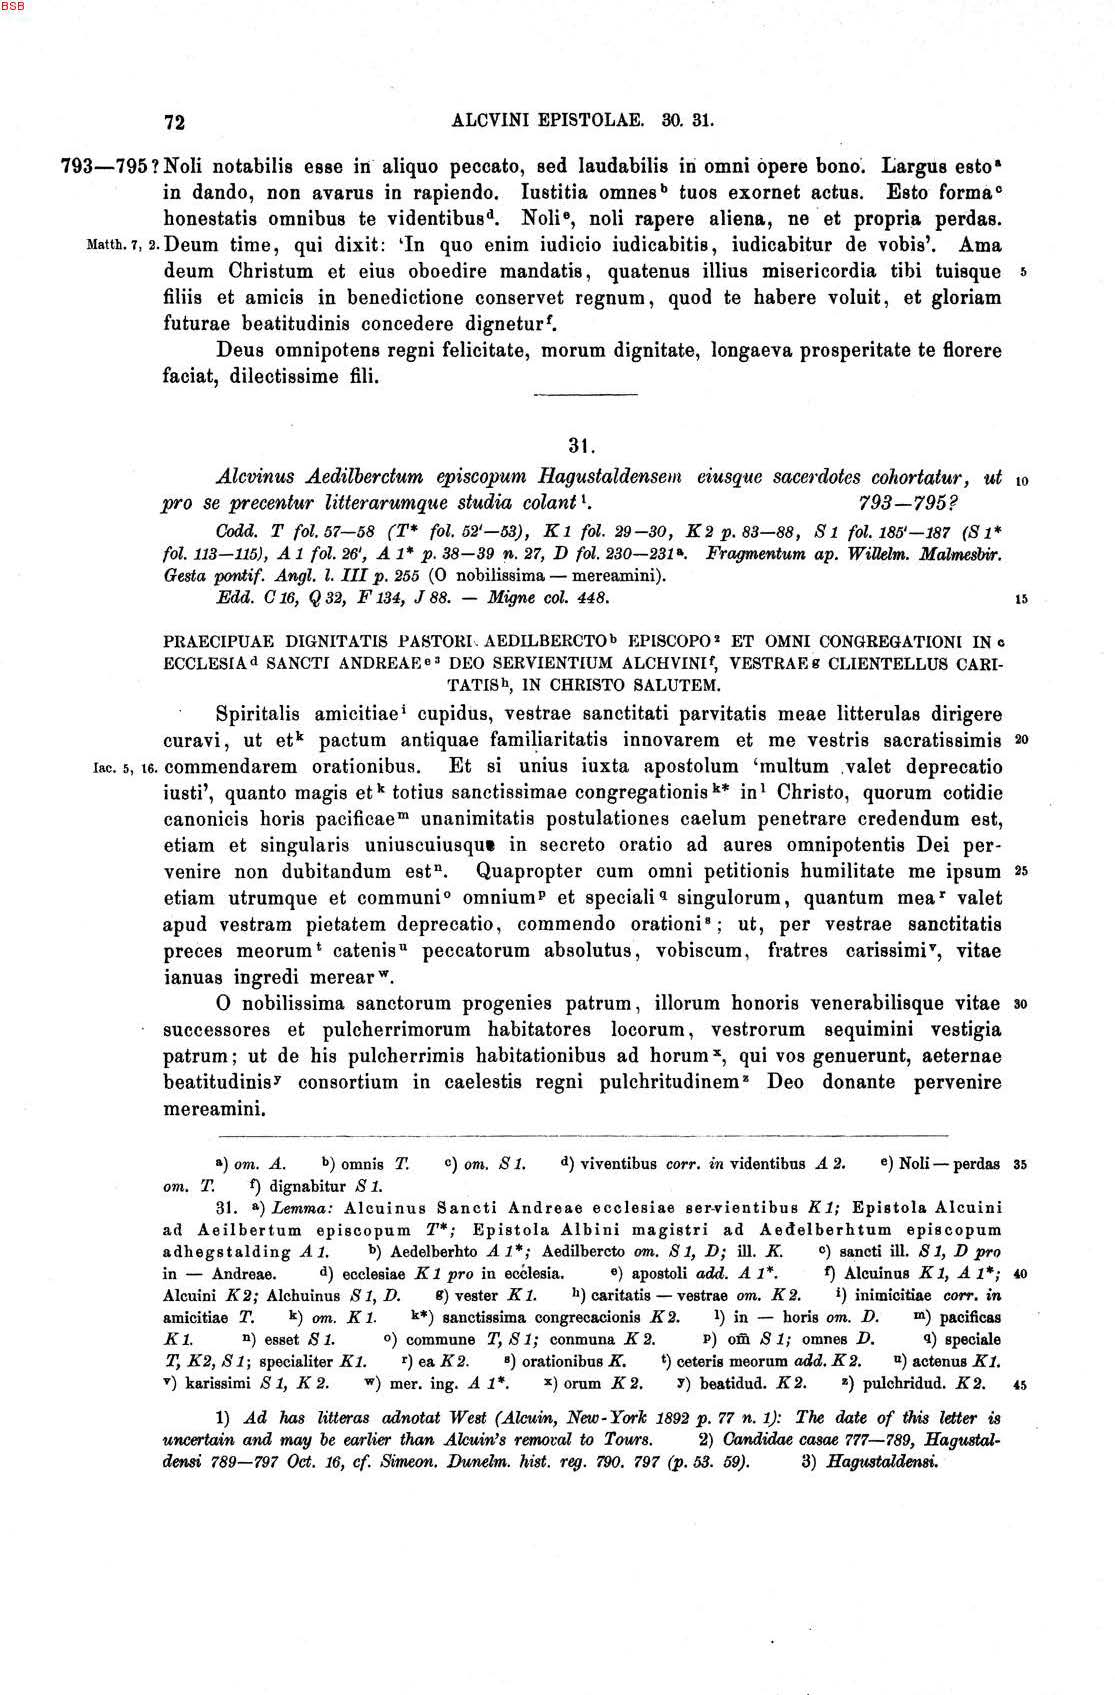 BSB
72 ALCVINI EPISTOLAE. 30. 31.
793—795? Noli notabilis esse in aliquo peccato, sed laudabilis in omni opere bono. Largus esto ᵃ
in dando, non avarus in rapiendo. Iustitia omnes ᵇ tuos exornet actus. Esto forma ᶜ
honestatis omnibus te videntibus ᵈ. Noli ᵉ, noli rapere aliena, ne et propria perdas.
Matth. 7, 2. Deum time, qui dixit: ‘In quo enim iudicio iudicabitis, iudicabitur de vobis’. Ama
deum Christum et eius oboedire mandatis, quatenus illius misericordia tibi tuisque 5
filiis et amicis in benedictione conservet regnum, quod te habere voluit, et gloriam
futurae beatitudinis concedere dignetur ᶠ.
Deus omnipotens regni felicitate, morum dignitate, longaeva prosperitate te florere
faciat, dilectissime fili.
31.
Alcvinus Aedilberctum episcopum Hagustaldensem eiusque sacerdotes cohortatur, ut 10
pro se precentur litterarumque studia colant ¹. 793—795?
Codd. T fol. 57—58 (T* fol. 52'—53), K 1 fol. 29—30, K 2 p. 83—88, S 1 fol. 185'—187 (S 1*
fol. 113—115), A 1 fol. 26', A 1* p. 38—39 n. 27, D fol. 230—231ᵃ. Fragmentum ap. Willelm. Malmesbir.
Gesta pontif. Angl. l. III p. 255 (O nobilissima — mereamini).
Edd. C 16, Q 32, F 134, J 88. — Migne col. 448. 15
PRAECIPUAE DIGNITATIS PASTORI AEDILBERCTO ᵇ EPISCOPO ² ET OMNI CONGREGATIONI IN ᶜ
ECCLESIA ᵈ SANCTI ANDREAE ᵉ ³ DEO SERVIENTIUM ALCHVINI ᶠ, VESTRAE ᵍ CLIENTELLUS CARI-
TATIS ʰ, IN CHRISTO SALUTEM.
Spiritalis amicitiae ⁱ cupidus, vestrae sanctitati parvitatis meae litterulas dirigere
curavi, ut et ᵏ pactum antiquae familiaritatis innovarem et me vestris sacratissimis 20
Iac. 5, 16. commendarem orationibus. Et si unius iuxta apostolum ‘multum valet deprecatio
iusti’, quanto magis et ᵏ totius sanctissimae congregationis ᵏ* in ˡ Christo, quorum cotidie
canonicis horis pacificae ᵐ unanimitatis postulationes caelum penetrare credendum est,
etiam et singularis uniuscuiusque in secreto oratio ad aures omnipotentis Dei per-
venire non dubitandum est ⁿ. Quapropter cum omni petitionis humilitate me ipsum 25
etiam utrumque et communi ᵒ omnium ᵖ et speciali q singulorum, quantum mea ʳ valet
apud vestram pietatem deprecatio, commendo orationi ˢ; ut, per vestrae sanctitatis
preces meorum ᵗ catenis ᵘ peccatorum absolutus, vobiscum, fratres carissimi ᵛ, vitae
ianuas ingredi merear ʷ.
O nobilissima sanctorum progenies patrum, illorum honoris venerabilisque vitae 30
successores et pulcherrimorum habitatores locorum, vestrorum sequimini vestigia
patrum; ut de his pulcherrimis habitationibus ad horum ˣ, qui vos genuerunt, aeternae
beatitudinis ʸ consortium in caelestis regni pulchritudinem ᶻ Deo donante pervenire
mereamini.
a) om. A. b) omnis T. c) om. S 1. d) viventibus corr. in videntibus A 2. e) Noli — perdas 35
om. T. f) dignabitur S 1.
31. a) Lemma: Alcuinus Sancti Andreae ecclesiae servientibus K 1; Epistola Alcuini
ad Aeilbertum episcopum T*; Epistola Albini magistri ad Aeđelberhtum episcopum
adhegstalding A 1. b) Aedelberhto A 1*; Aedilbercto om. S 1, D; ill. K. c) sancti ill. S 1, D pro
in — Andreae. d) ecclesiae K 1 pro in ecclesia. e) apostoli add. A 1*. f) Alcuinus K 1, A 1*; 40
Alcuini K 2; Alchuinus S 1, D. g) vester K 1. h) caritatis — vestrae om. K 2. i) inimicitiae corr. in
amicitiae T. k) om. K 1. k*) sanctissima congrecacionis K 2. l) in — horis om. D. m) pacificas
K 1. n) esset S 1. o) commune T, S 1; conmuna K 2. p) om̄ S 1; omnes D. q) speciale
T, K 2, S 1; specialiter K 1. r) ea K 2. s) orationibus K. t) ceteris meorum add. K 2. u) actenus K 1.
v) karissimi S 1, K 2. w) mer. ing. A 1*. x) orum K 2. y) beatidud. K 2. z) pulchridud. K 2. 45
1) Ad has litteras adnotat West (Alcuin, New-York 1892 p. 77 n. 1): The date of this letter is
uncertain and may be earlier than Alcuin's removal to Tours. 2) Candidae casae 777—789, Hagustal-
densi 789—797 Oct. 16, cf. Simeon. Dunelm. hist. reg. 790. 797 (p. 53. 59). 3) Hagustaldensi.